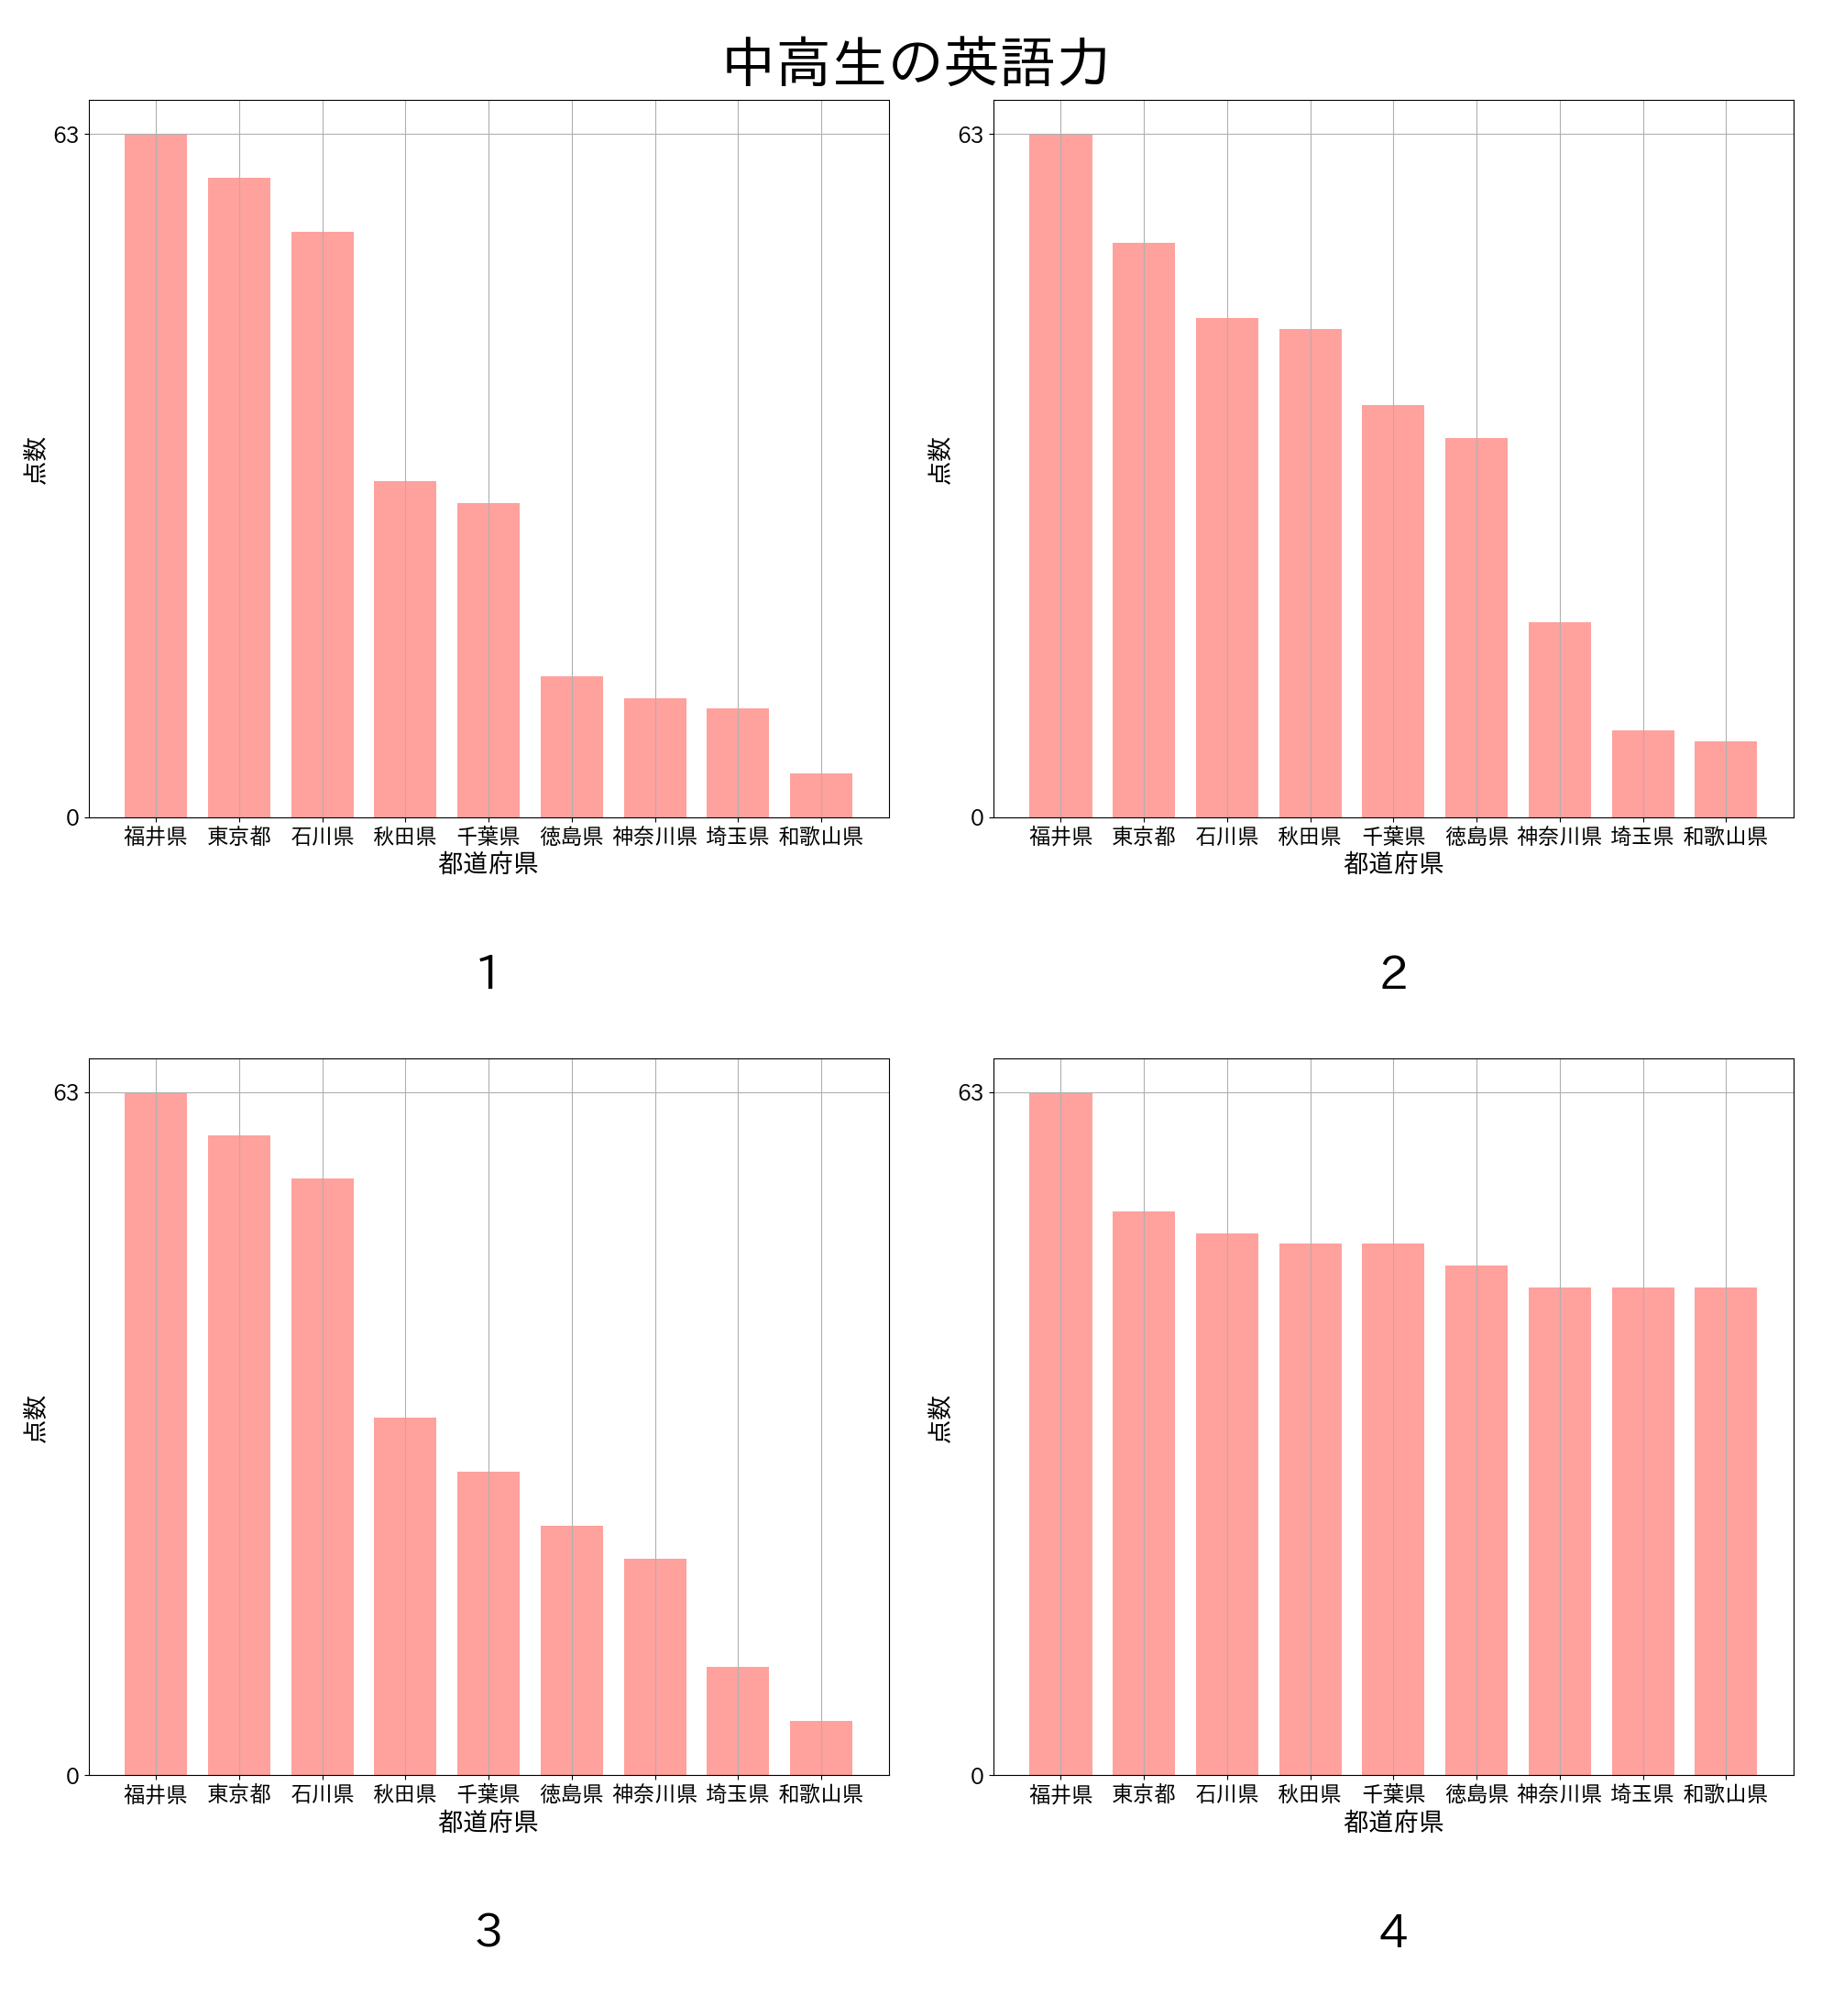 中高生の英語力
63
点数
0
福井県 東京都 石川県 秋田県 千葉県 徳島県 神奈川県 埼玉県 和歌山県
都道府県
1
63
点数
0
福井県 東京都 石川県 秋田県 千葉県 徳島県 神奈川県 埼玉県 和歌山県
都道府県
2
63
点数
0
福井県 東京都 石川県 秋田県 千葉県 徳島県 神奈川県 埼玉県 和歌山県
都道府県
3
63
点数
0
福井県 東京都 石川県 秋田県 千葉県 徳島県 神奈川県 埼玉県 和歌山県
都道府県
4